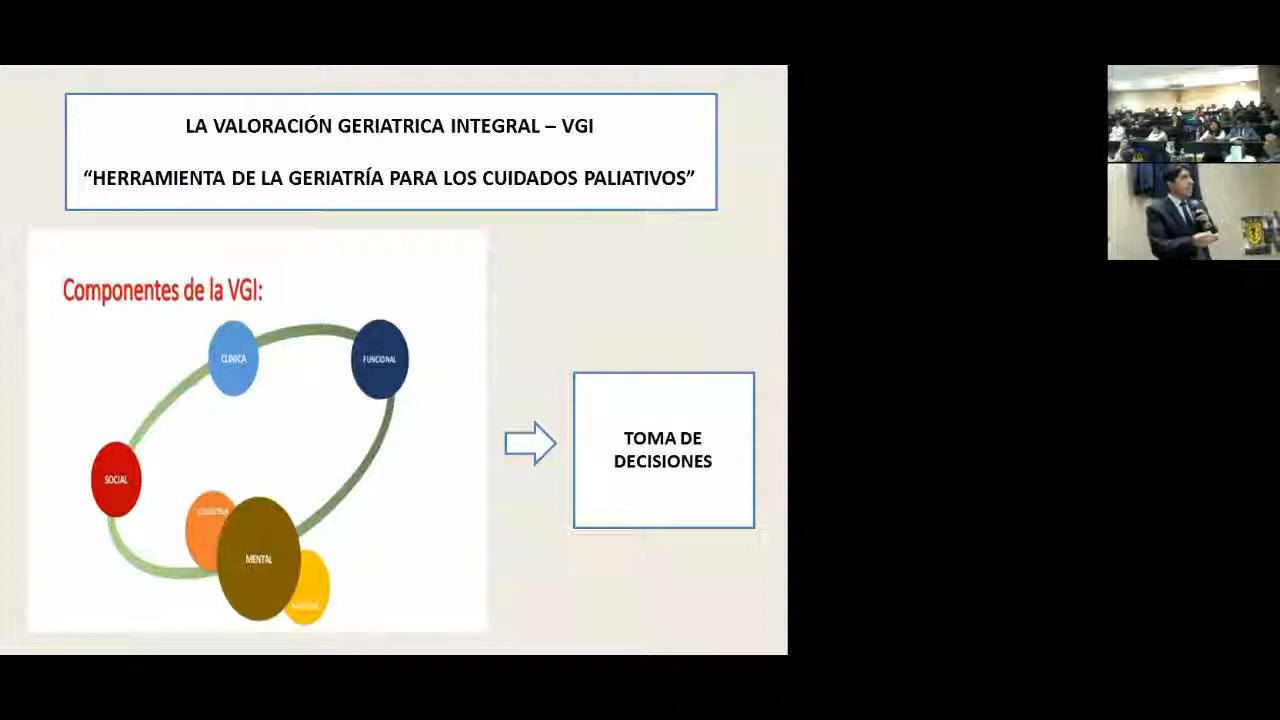 LA VALORACIÓN GERIATRICA INTEGRAL – VGI
“HERRAMIENTA DE LA GERIATRÍA PARA LOS CUIDADOS PALIATIVOS”
Componentes de la VGI:
CLINICA
FUNCIONAL
SOCIAL
MENTAL
TOMA DE
DECISIONES